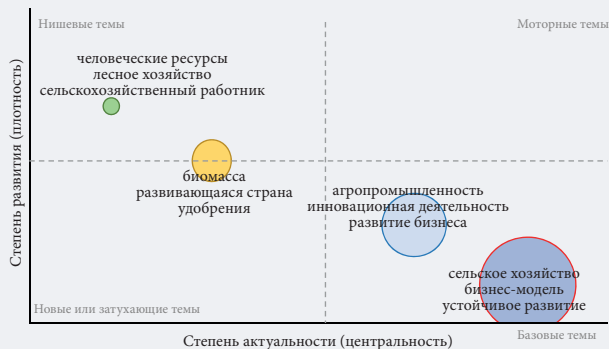 Нишевые темы
Моторные темы
человеческие ресурсы
лесное хозяйство
сельскохозяйственный работник
Степень развития (плотность)
биомасса
развивающаяся страна
удобрения
агропромышленность
инновационная деятельность
развитие бизнеса
сельское хозяйство
бизнес-модель
устойчивое развитие
Новые или затухающие темы
Базовые темы
Степень актуальности (центральность)